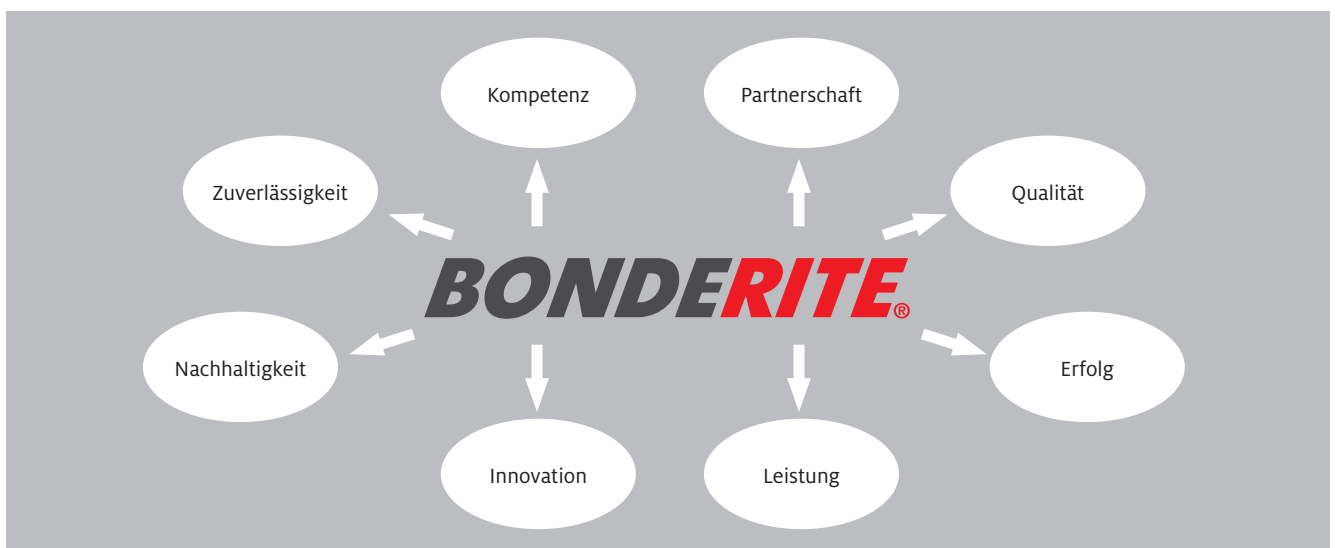 Kompetenz
Partnerschaft
Zuverlässigkeit
Qualität
BONDERITE®
Nachhaltigkeit
Erfolg
Innovation
Leistung